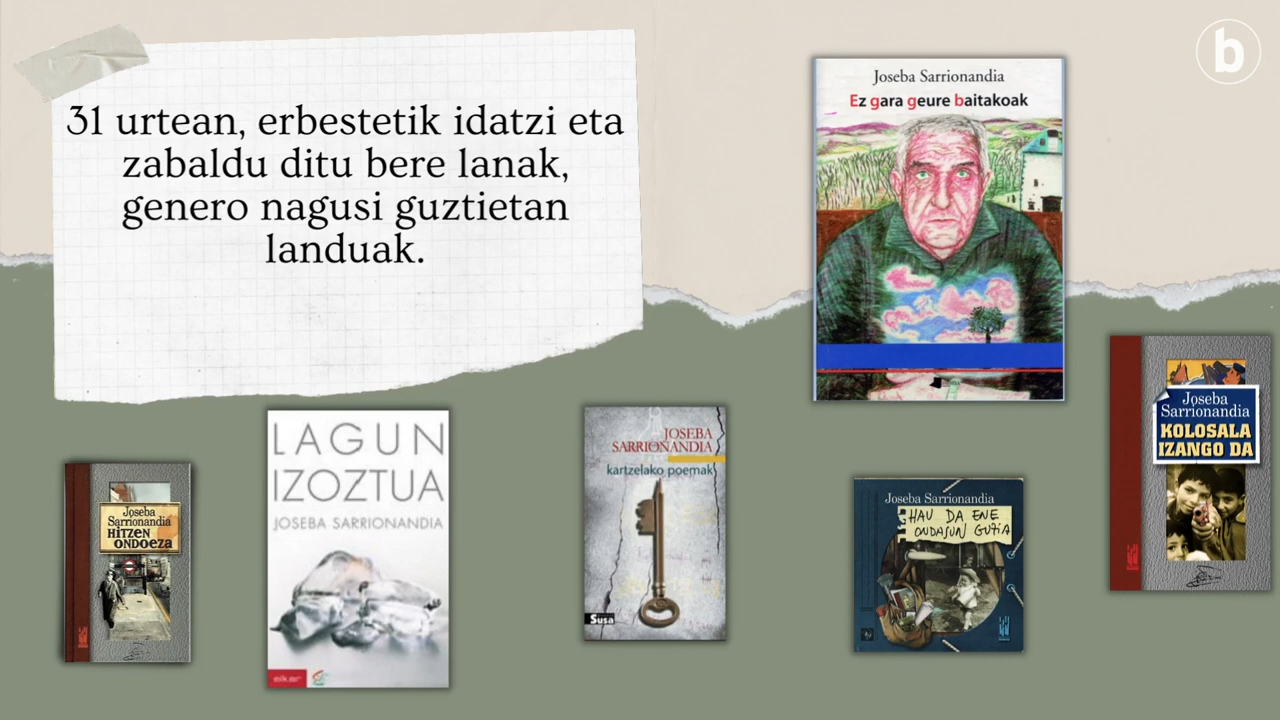 31 urtean, erbestetik idatzi eta
zabaldu ditu bere lanak,
genero nagusi guztietan
landuak.
b
Joseba Sarrionandia
Ez gara geure baitakoak
Joseba
Sarrionandia
KOLOSALA
IZANGO DA
LAGUN
IZOZTUA
JOSEBA SARRIONANDIA
elkar
JOSEBA
SARRIONANDIA
kartzelako poemak
Susa
Joseba
Sarrionandia
HITZEN
ONDOEZA
Joseba Sarrionandia
HAU DA ENE
ONDASUN GUZIA